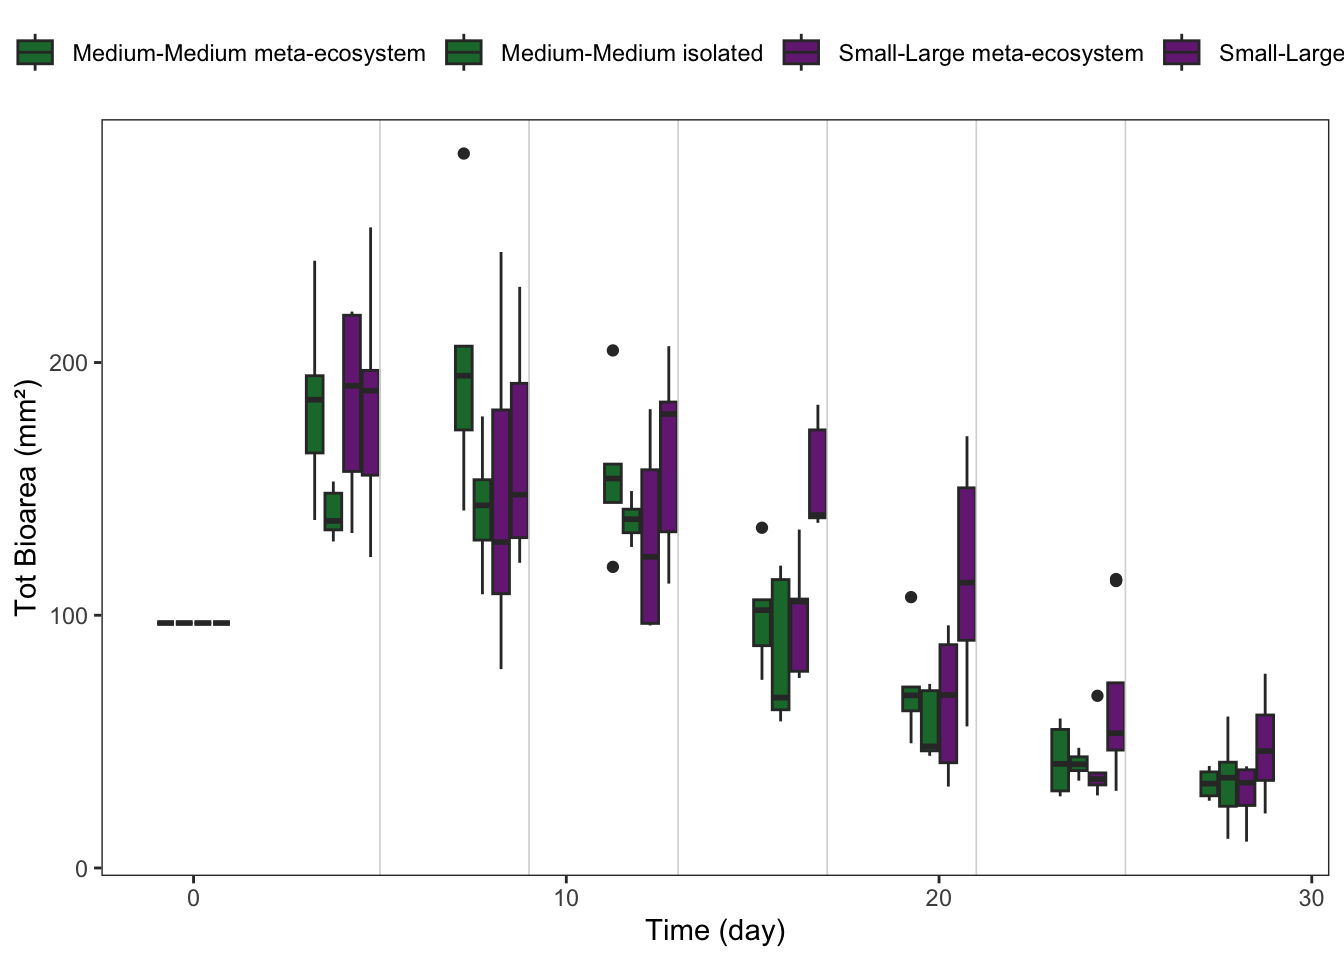 Medium-Medium meta-ecosystem Medium-Medium isolated Small-Large meta-ecosystem Small-Large
Tot Bioarea (mm²)
200
100
0
0 10 20 30
Time (day)